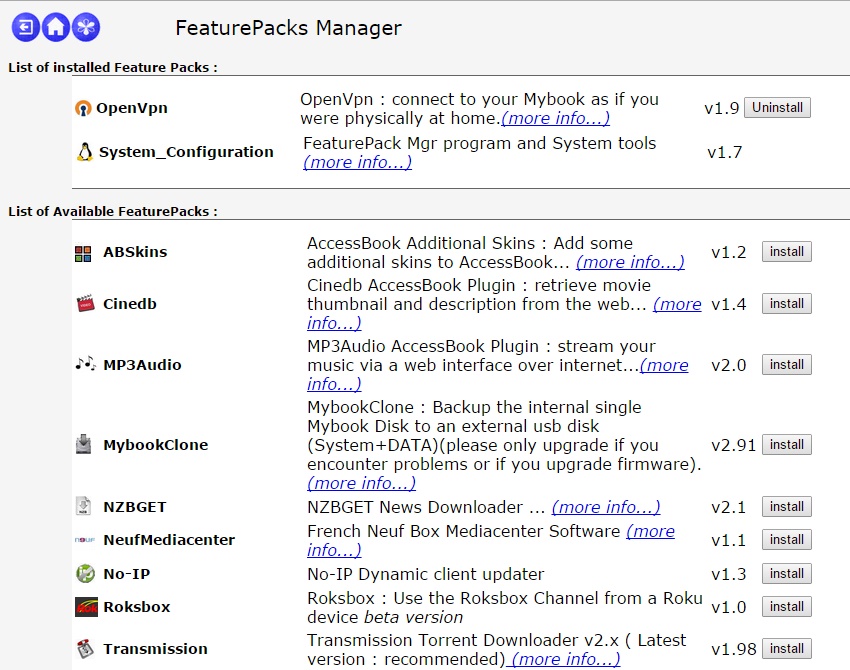 FeaturePacks Manager
List of installed Feature Packs :
OpenVpn
OpenVpn : connect to your Mybook as if you
were physically at home.(more info...)
v1.9
Uninstall
System_Configuration
FeaturePack Mgr program and System tools
(more info...)
v1.7
List of Available FeaturePacks :
ABSkins
AccessBook Additional Skins : Add some
additional skins to AccessBook... (more info...)
v1.2
install
Cinedb
Cinedb AccessBook Plugin : retrieve movie
thumbnail and description from the web... (more
info...)
v1.4
install
MP3Audio
MP3Audio AccessBook Plugin : stream your
music via a web interface over internet...(more
info...)
v2.0
install
MybookClone
MybookClone : Backup the internal single
Mybook Disk to an external usb disk
(System+DATA)(please only upgrade if you
encounter problems or if you upgrade firmware).
(more info...)
v2.91
install
NZBGET
NZBGET News Downloader ... (more info...)
v2.1
install
NeufMediacenter
French Neuf Box Mediacenter Software (more
info...)
v1.1
install
No-IP
No-IP Dynamic client updater
v1.3
install
Roksbox
Roksbox : Use the Roksbox Channel from a Roku
device beta version
v1.0
install
Transmission
Transmission Torrent Downloader v2.x ( Latest
version : recommended) (more info...)
v1.98
install